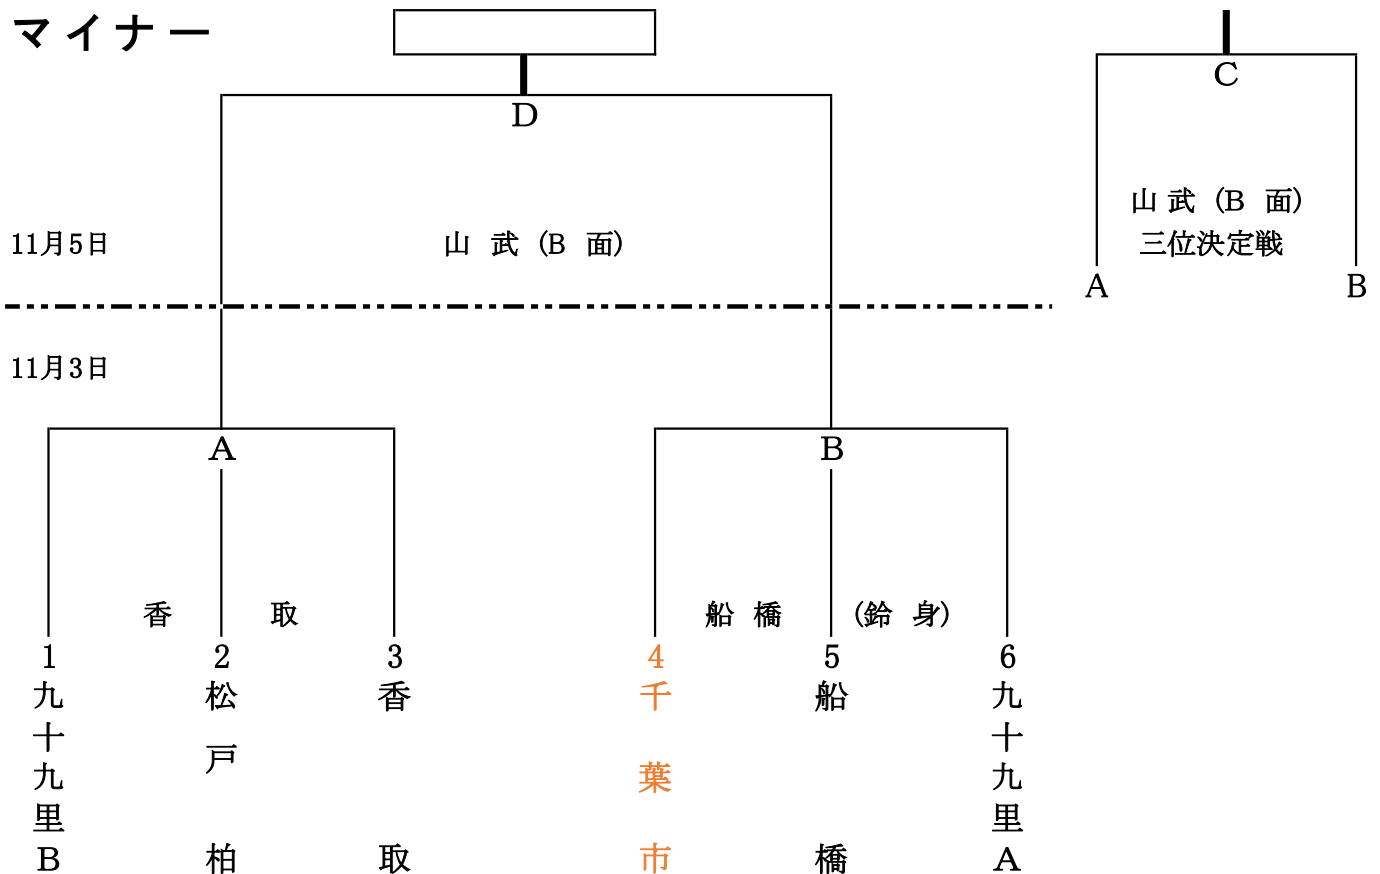 マイナー
C
D
山武(B面)
三位決定戦
11月5日
山武(B面)
A
B
11月3日
A
B
香取
船橋(鈴身)
1
九十九里B
2
松戸柏
3
香取
4
千葉市
5
船橋
6
九十九里A